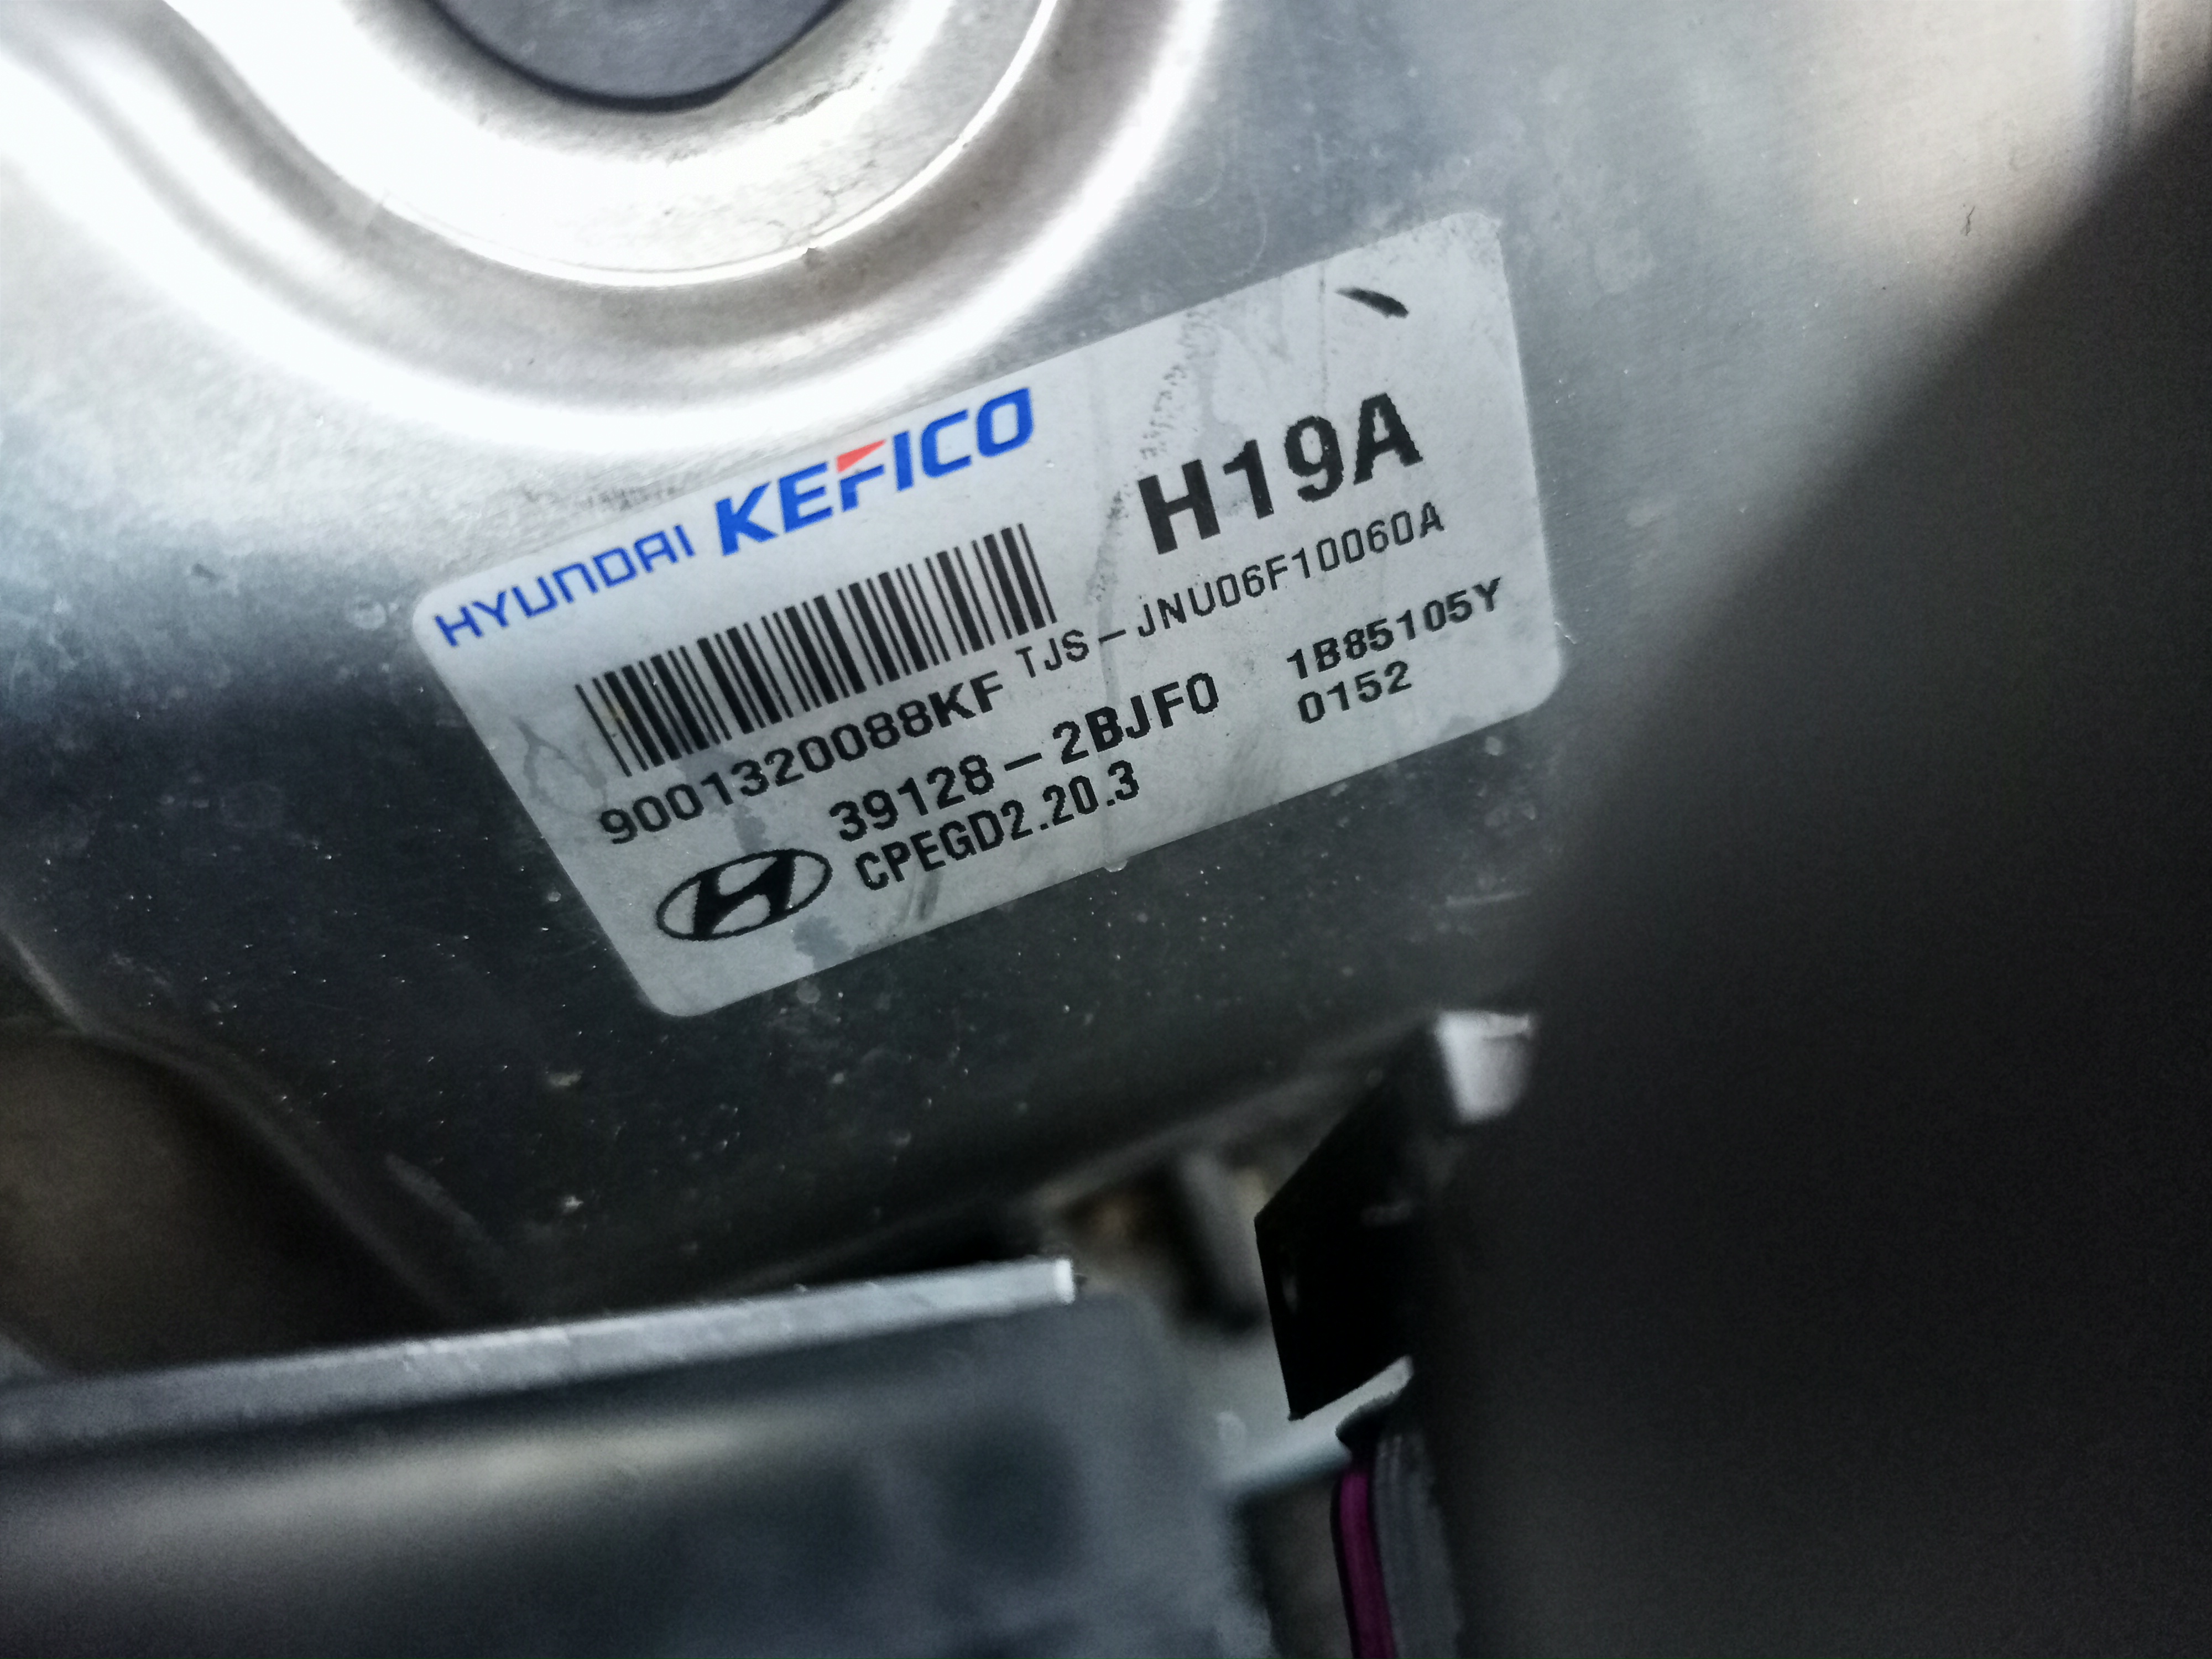 HYUNDAI KEFICO
H19A
9001320088KF TJS-JNU06F10060A
39128-2BJF0 1B85105Y
CPEGD2.20.3 0152